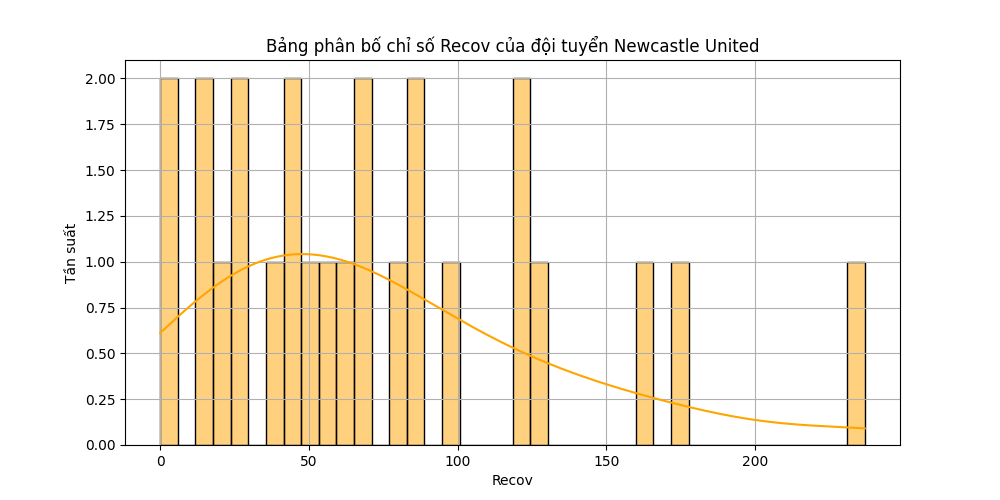 Bảng phân bố chỉ số Recov của đội tuyển Newcastle United
2.00
1.75
1.50
1.25
1.00
0.75
0.50
0.25
0.00
Tần suất
0 50 100 150 200
Recov